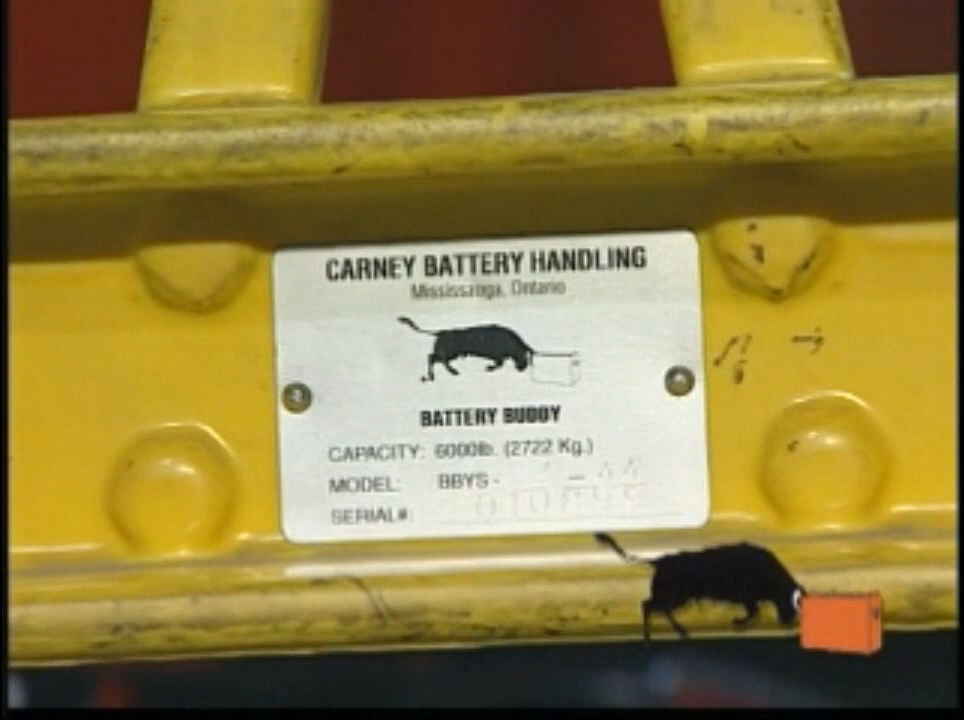 CARNEY BATTERY HANDLING
Mississauga, Ontario
BATTERY BUDDY
CAPACITY: 6000lb. (2722 Kg.)
MODEL: BBYS -
SERIAL#: